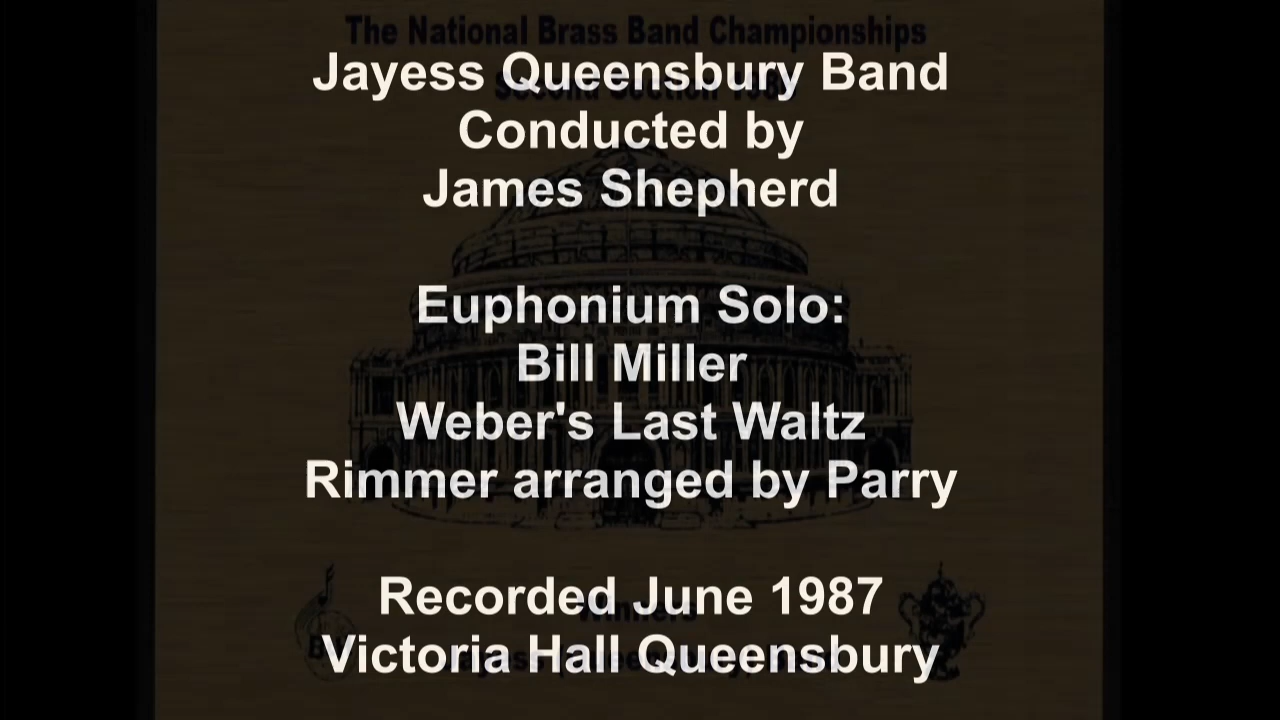 The National Brass Band Championships
Jayess Queensbury Band
Conducted by
James Shepherd
Euphonium Solo:
Bill Miller
Weber's Last Waltz
Rimmer arranged by Parry
Recorded June 1987
Winners
Victoria Hall Queensbury